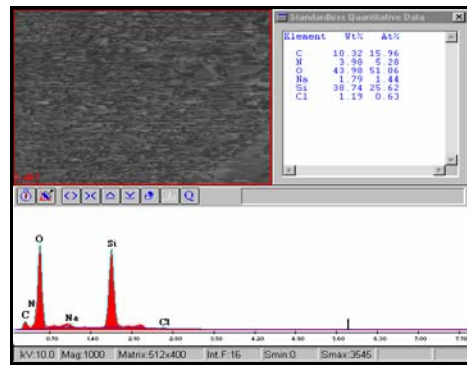 Standardless Quantitative Data
Element Wt% At%
C 10.32 15.96
N 3.98 5.28
O 43.98 51.06
Na 1.79 1.44
Si 38.74 25.62
Cl 1.19 0.63
Q
O
Si
N
C
Na
Cl
0.70 1.40 2.10 2.80 3.50 4.20 4.90 5.60 6.30 7.00 7.70
kV:10.0 Mag:1000 Matrix:512x400 Int.F:16 Smin:0 Smax:3545